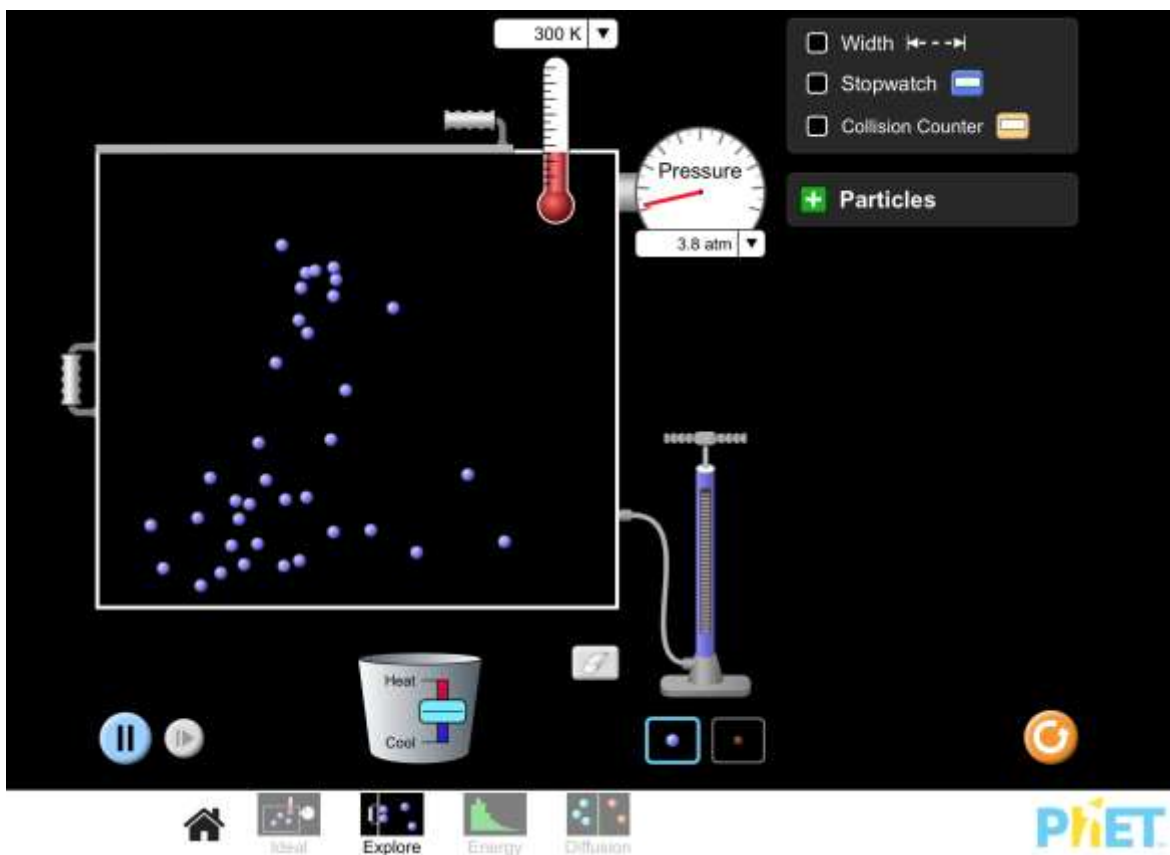 300 K
Width
Stopwatch
Collision Counter
Pressure
Particles
3.8 atm
Heat
Cool
Ideal
Explore
Energy
Diffusion
PhET